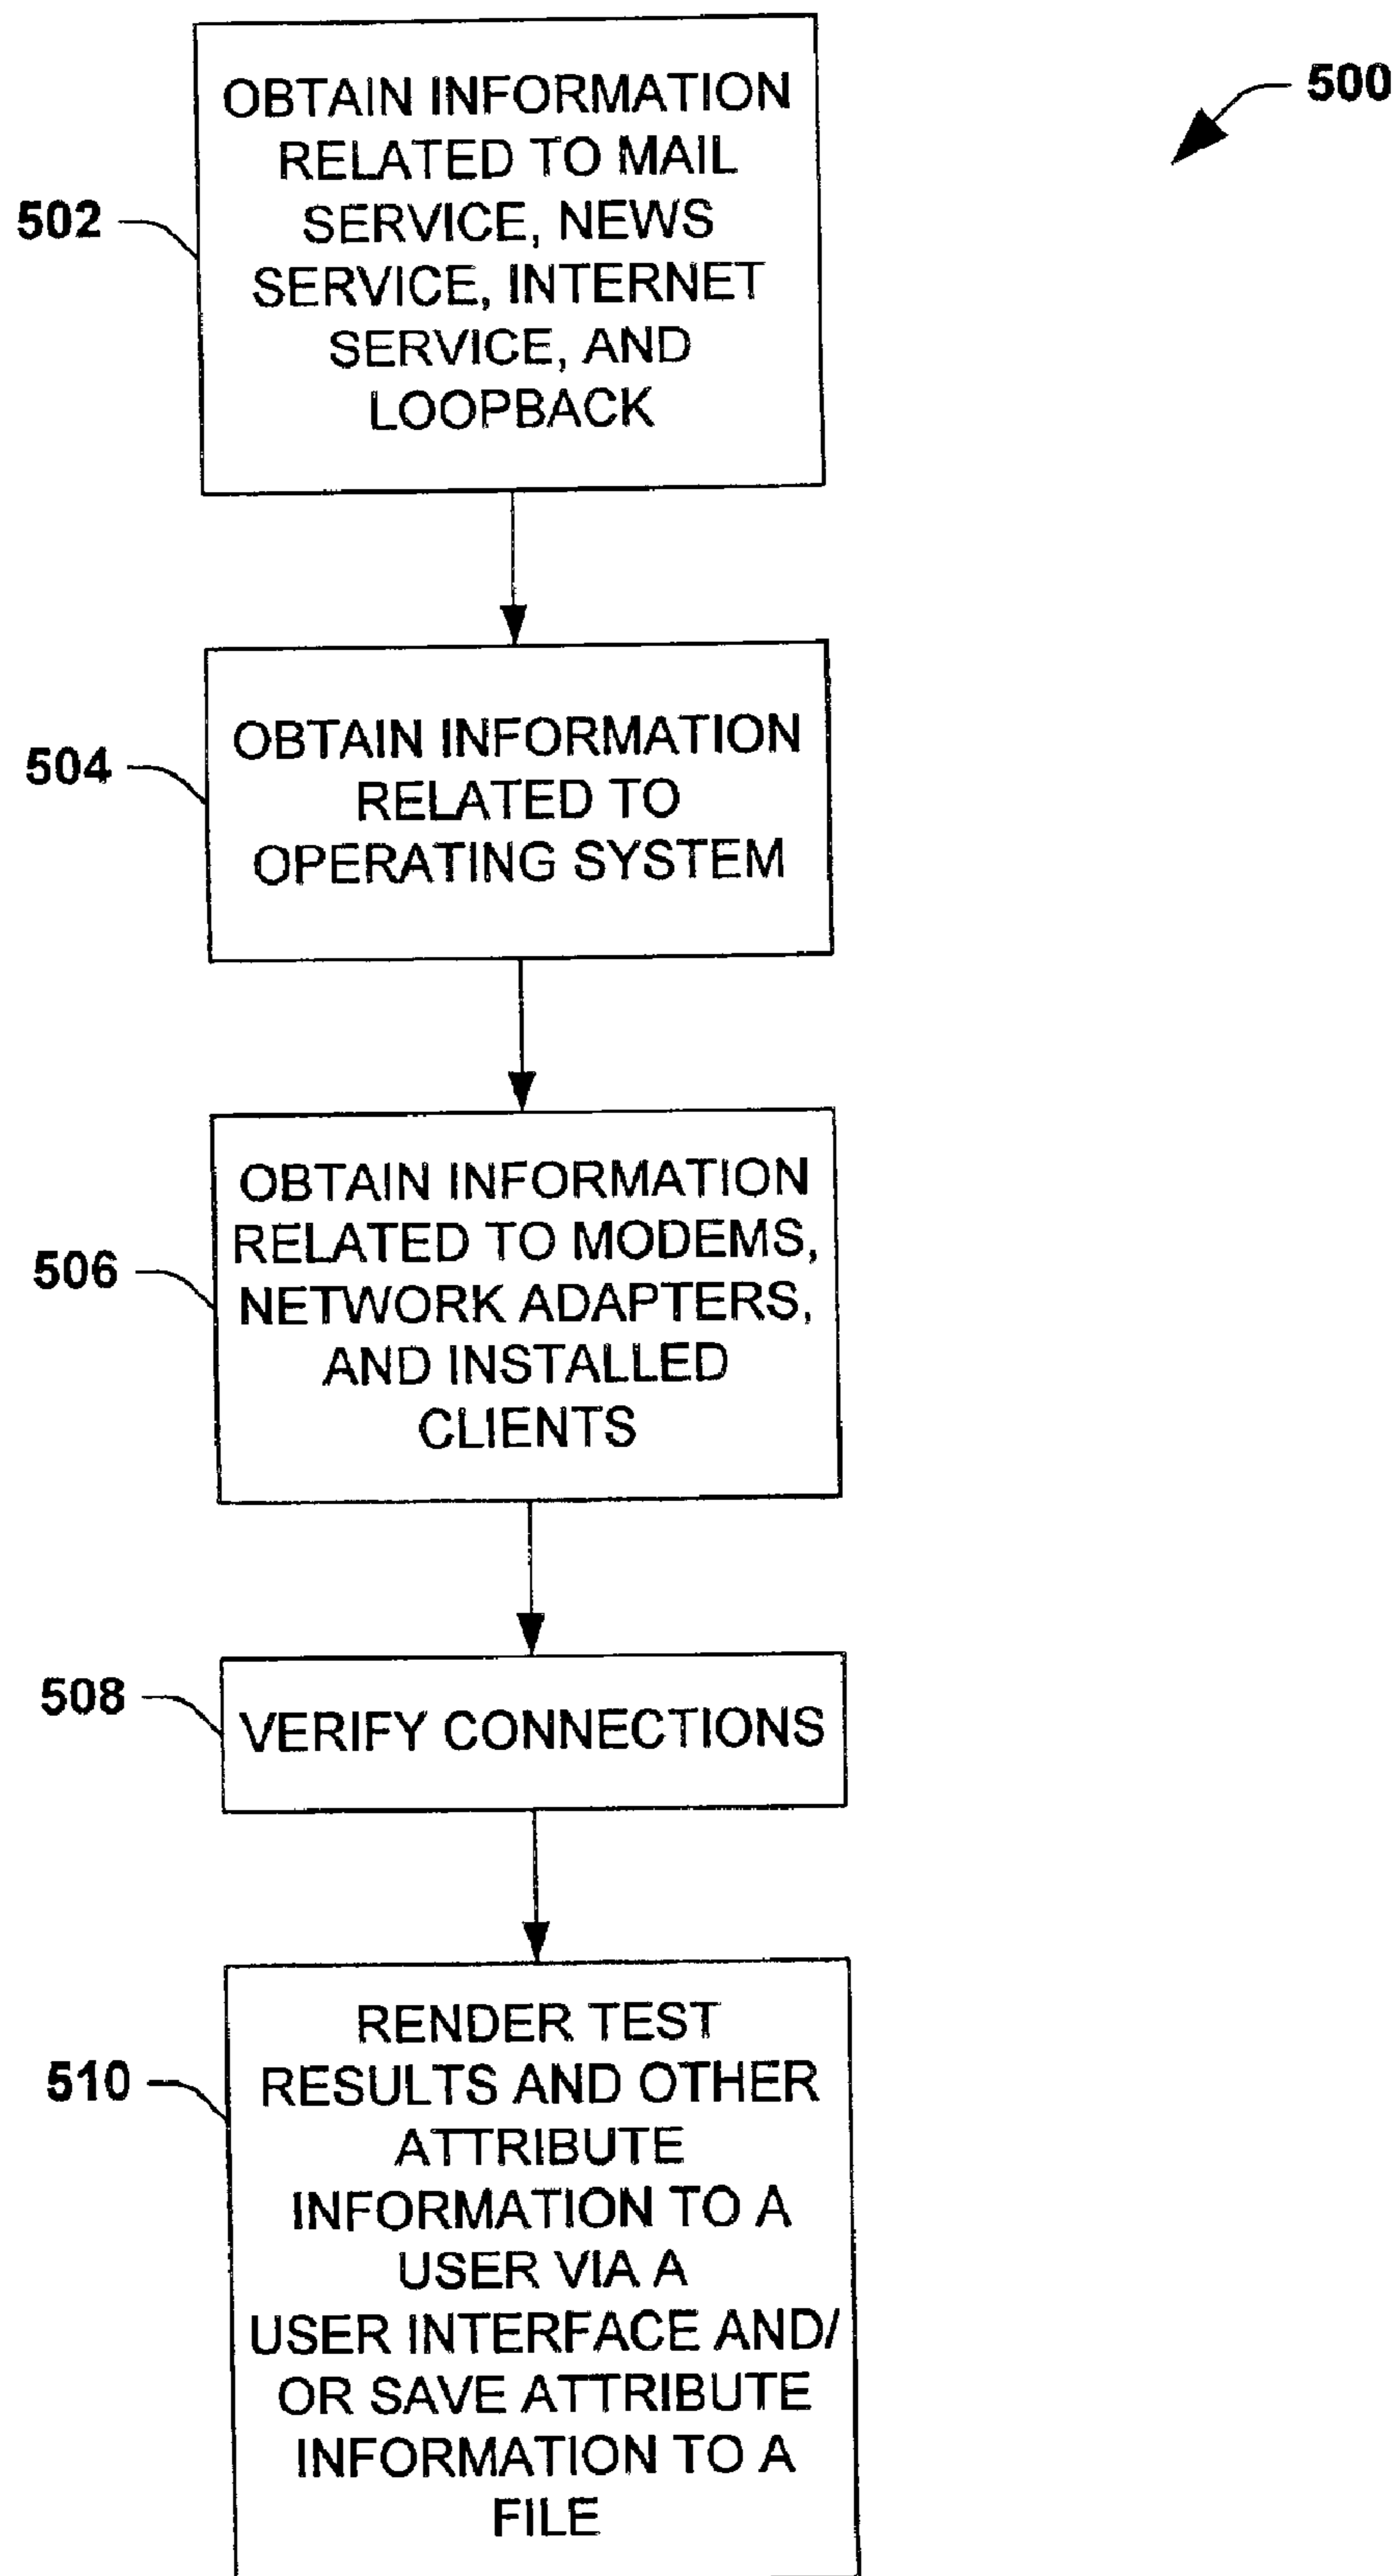 500
502
OBTAIN INFORMATION
RELATED TO MAIL
SERVICE, NEWS
SERVICE, INTERNET
SERVICE, AND
LOOPBACK
504
OBTAIN INFORMATION
RELATED TO
OPERATING SYSTEM
506
OBTAIN INFORMATION
RELATED TO MODEMS,
NETWORK ADAPTERS,
AND INSTALLED
CLIENTS
508
VERIFY CONNECTIONS
510
RENDER TEST
RESULTS AND OTHER
ATTRIBUTE
INFORMATION TO A
USER VIA A
USER INTERFACE AND/
OR SAVE ATTRIBUTE
INFORMATION TO A
FILE